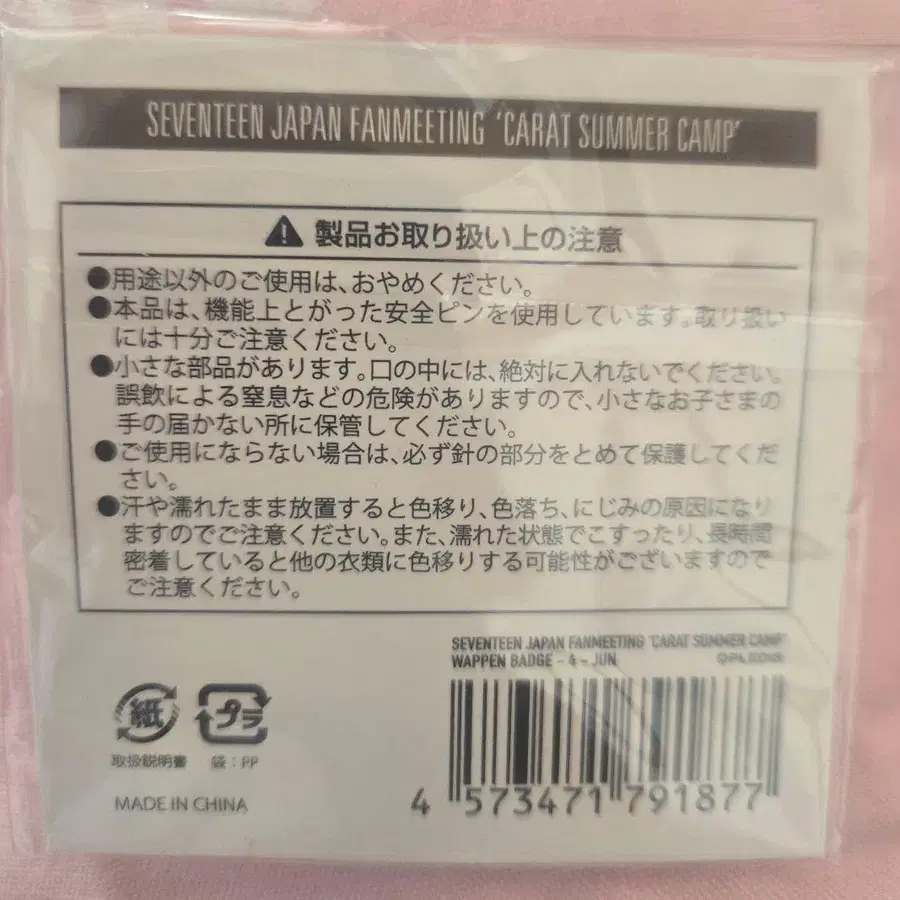 SEVENTEEN JAPAN FANMEETING 'CARAT SUMMER CAMP'
製品お取り扱い上の注意
●用途以外のご使用は、おやめください。
●本品は、機能上とがった安全ピンを使用しています。取り扱い
には十分ご注意ください。
●小さな部品があります。口の中には、絶対に入れないでください。
誤飲による窒息などの危険がありますので、小さなお子さまの
手の届かない所に保管してください。
●ご使用にならない場合は、必ず針の部分をとめて保護してくだ
さい。
●汗や濡れたまま放置すると色移り、色落ち、にじみの原因になり
ますのでご注意ください。また、濡れた状態でこすったり、長時間
密着していると他の衣類に色移りする可能性がございますので
ご注意ください。
SEVENTEEN JAPAN FANMEETING 'CARAT SUMMER CAMP'
WAPPEN BADGE - 4 - JUN
紙 プラ
取扱説明書 袋:PP
MADE IN CHINA
4 573471 791877